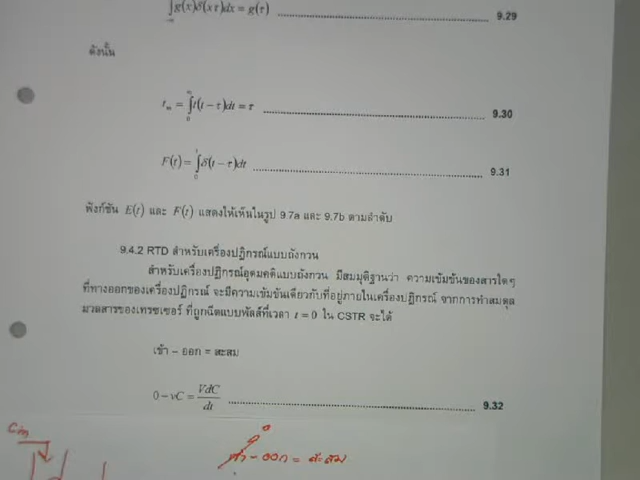 ∫g(x)δ(xτ)dx = g(τ) 9.29
ดังนั้น
tₘ = ∫₀^∞ t(t − τ)dt = τ 9.30
F(t) = ∫₀^t δ(t − τ)dt 9.31
ฟังก์ชัน E(t) และ F(t) แสดงให้เห็นในรูป 9.7a และ 9.7b ตามลำดับ
9.4.2 RTD สำหรับเครื่องปฏิกรณ์แบบถังกวน
สำหรับเครื่องปฏิกรณ์อุดมคติแบบถังกวน มีสมมุติฐานว่า ความเข้มข้นของสารใดๆ
ที่ทางออกของเครื่องปฏิกรณ์ จะมีความเข้มข้นเดียวกับที่อยู่ภายในเครื่องปฏิกรณ์ จากการทำสมดุล
มวลสารของเทรซเซอร์ ที่ถูกฉีดแบบพัลส์ที่เวลา t = 0 ใน CSTR จะได้
เข้า − ออก = สะสม
0 − vC = VdC/dt 9.32
Cin
0
เข้า − ออก = สะสม